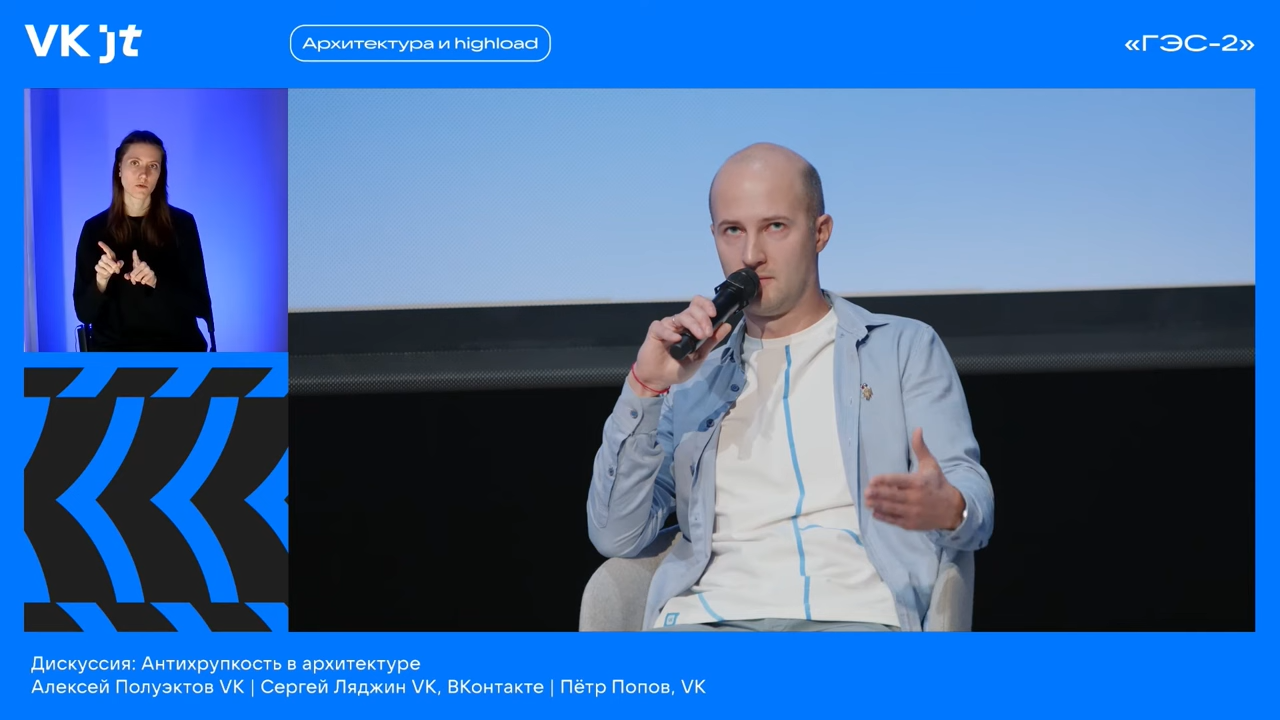 VK jt
Архитектура и highload
«ГЭС-2»
Дискуссия: Антихрупкость в архитектуре
Алексей Полуэктов VK | Сергей Ляджин VK, ВКонтакте | Пётр Попов, VK